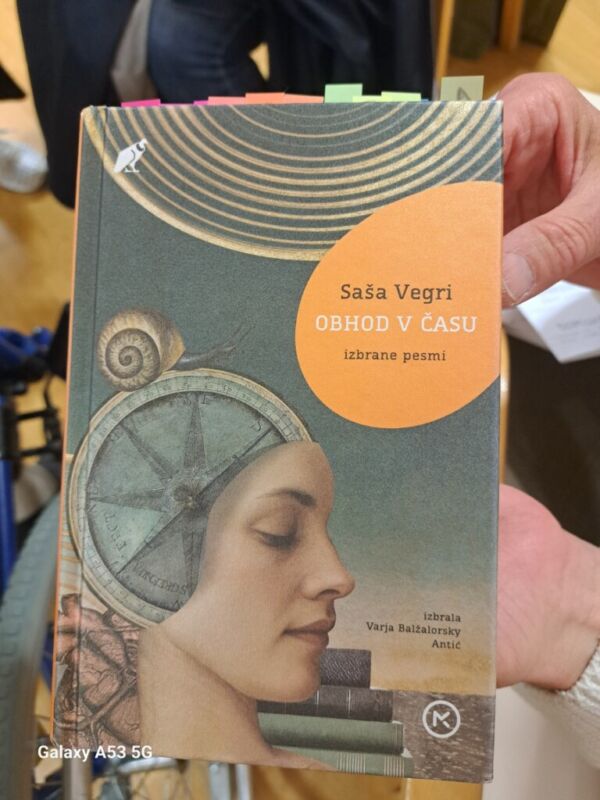 Saša Vegri
OBHOD V ČASU
izbrane pesmi
izbrala
Varja Balžalorsky
Antić
Galaxy A53 5G